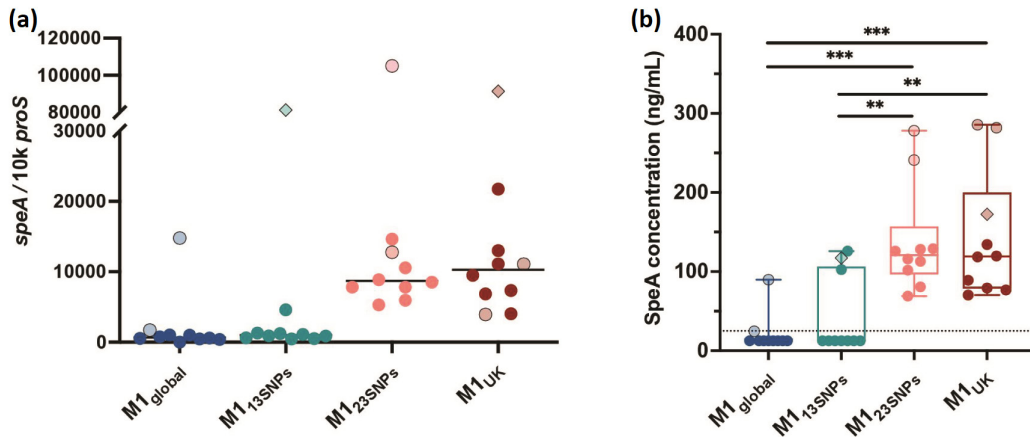 (a)
speA / 10k proS
120000
100000
80000
30000
20000
10000
0
M1global
M113SNPs
M123SNPs
M1UK
(b)
SpeA concentration (ng/mL)
400
300
200
100
0
***
***
**
**
M1global
M113SNPs
M123SNPs
M1UK